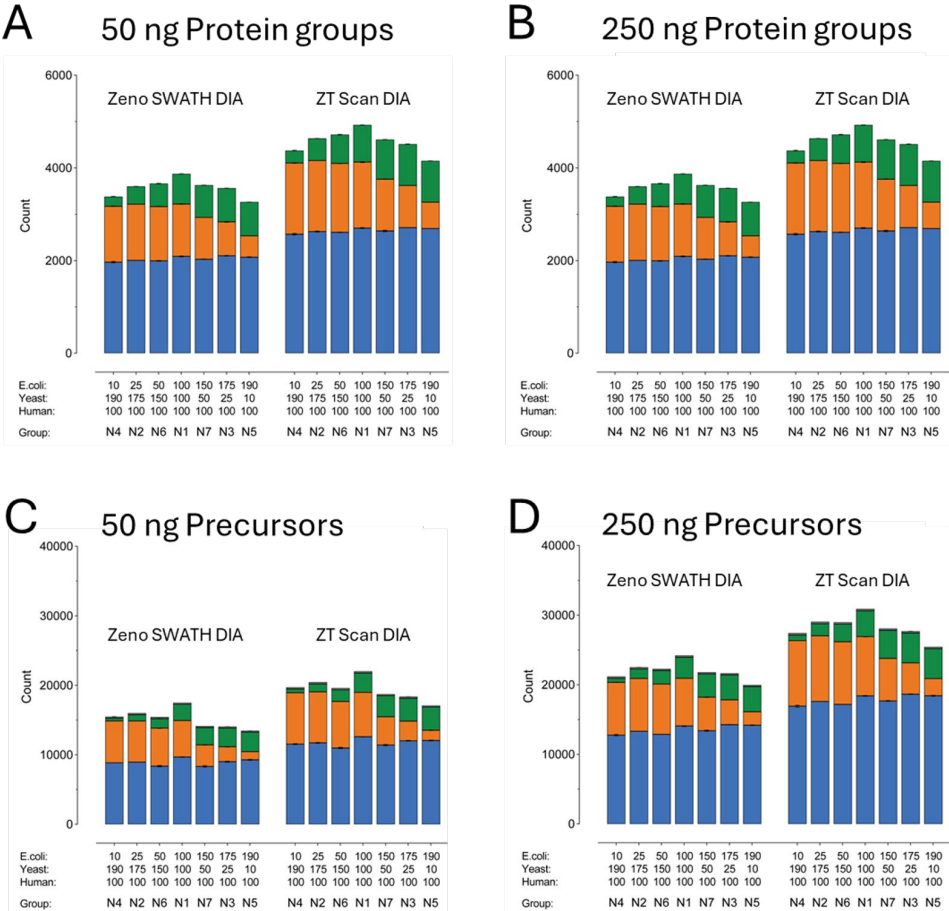 A
50 ng Protein groups
6000
Zeno SWATH DIA
ZT Scan DIA
4000
Count
2000
0
E.coli: 10 25 50 100 150 175 190 10 25 50 100 150 175 190
Yeast: 190 175 150 100 50 25 10 190 175 150 100 50 25 10
Human: 100 100 100 100 100 100 100 100 100 100 100 100 100 100
Group: N4 N2 N6 N1 N7 N3 N5 N4 N2 N6 N1 N7 N3 N5
B
250 ng Protein groups
6000
Zeno SWATH DIA
ZT Scan DIA
4000
Count
2000
0
E.coli: 10 25 50 100 150 175 190 10 25 50 100 150 175 190
Yeast: 190 175 150 100 50 25 10 190 175 150 100 50 25 10
Human: 100 100 100 100 100 100 100 100 100 100 100 100 100 100
Group: N4 N2 N6 N1 N7 N3 N5 N4 N2 N6 N1 N7 N3 N5
C
50 ng Precursors
40000
30000
Zeno SWATH DIA
ZT Scan DIA
Count
20000
10000
0
E.coli: 10 25 50 100 150 175 190 10 25 50 100 150 175 190
Yeast: 190 175 150 100 50 25 10 190 175 150 100 50 25 10
Human: 100 100 100 100 100 100 100 100 100 100 100 100 100 100
Group: N4 N2 N6 N1 N7 N3 N5 N4 N2 N6 N1 N7 N3 N5
D
250 ng Precursors
40000
Zeno SWATH DIA
ZT Scan DIA
30000
Count
20000
10000
0
E.coli: 10 25 50 100 150 175 190 10 25 50 100 150 175 190
Yeast: 190 175 150 100 50 25 10 190 175 150 100 50 25 10
Human: 100 100 100 100 100 100 100 100 100 100 100 100 100 100
Group: N4 N2 N6 N1 N7 N3 N5 N4 N2 N6 N1 N7 N3 N5